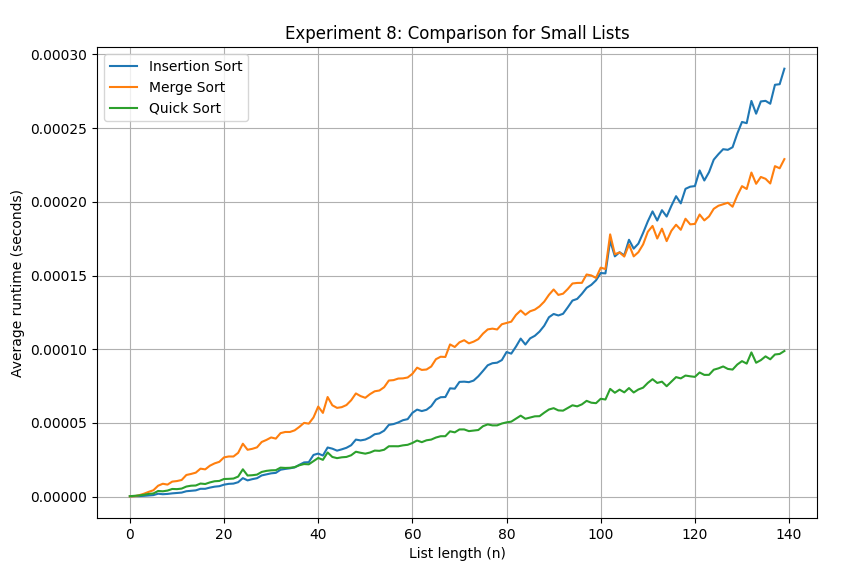 Experiment 8: Comparison for Small Lists
Insertion Sort
Merge Sort
Quick Sort
Average runtime (seconds)
0.00030
0.00025
0.00020
0.00015
0.00010
0.00005
0.00000
0 20 40 60 80 100 120 140
List length (n)